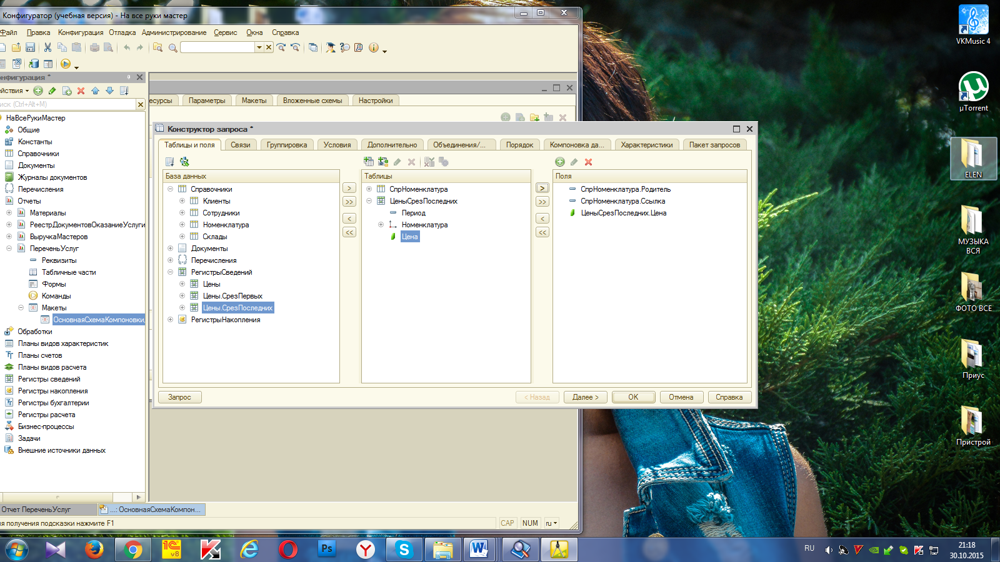 Конфигуратор (учебная версия) - На все руки мастер
Файл Правка Конфигурация Отладка Администрирование Сервис Окна Справка
нфигурация *
йствия
иск (Ctrl+Alt+M)
НаВсеРукиМастер
Общие
Константы
Справочники
Документы
Журналы документов
Перечисления
Отчеты
Материалы
РеестрДокументовОказаниеУслуги
ВыручкаМастеров
ПереченьУслуг
Реквизиты
Табличные части
Формы
Команды
Макеты
ОсновнаяСхемаКомпоновки
Обработки
Планы видов характеристик
Планы счетов
Планы видов расчета
Регистры сведений
Регистры накопления
Регистры бухгалтерии
Регистры расчета
Бизнес-процессы
Задачи
Внешние источники данных
есурсы Параметры Макеты Вложенные схемы Настройки
Конструктор запроса *
Таблицы и поля Связи Группировка Условия Дополнительно Объединения/... Порядок Компоновка да... Характеристики Пакет запросов
База данных
Справочники
Клиенты
Сотрудники
Номенклатура
Склады
Документы
Перечисления
РегистрыСведений
Цены
Цены.СрезПервых
Цены.СрезПоследних
РегистрыНакопления
> >> < <<
Таблицы
СпрНоменклатура
ЦеныСрезПоследних
Период
Номенклатура
Цена
> >> < <<
Поля
СпрНоменклатура.Родитель
СпрНоменклатура.Ссылка
ЦеныСрезПоследних.Цена
Запрос < Назад Далее > OK Отмена Справка
Отчет ПереченьУслуг ...: ОсновнаяСхемаКомпон...
я получения подсказки нажмите F1 CAP NUM ru
VKMusic 4
µTorrent
ELEN
МУЗЫКА
ВСЯ
ФОТО ВСЕ
Приус
Пристрой
RU
21:18
30.10.2015